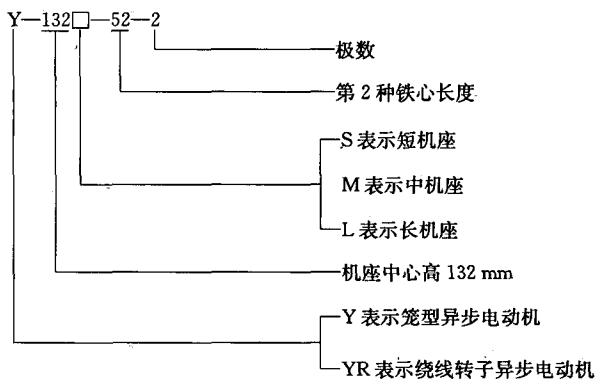 Y—132□—52—2
极数
第2种铁心长度
S表示短机座
M表示中机座
L表示长机座
机座中心高132 mm
Y表示笼型异步电动机
YR表示绕线转子异步电动机